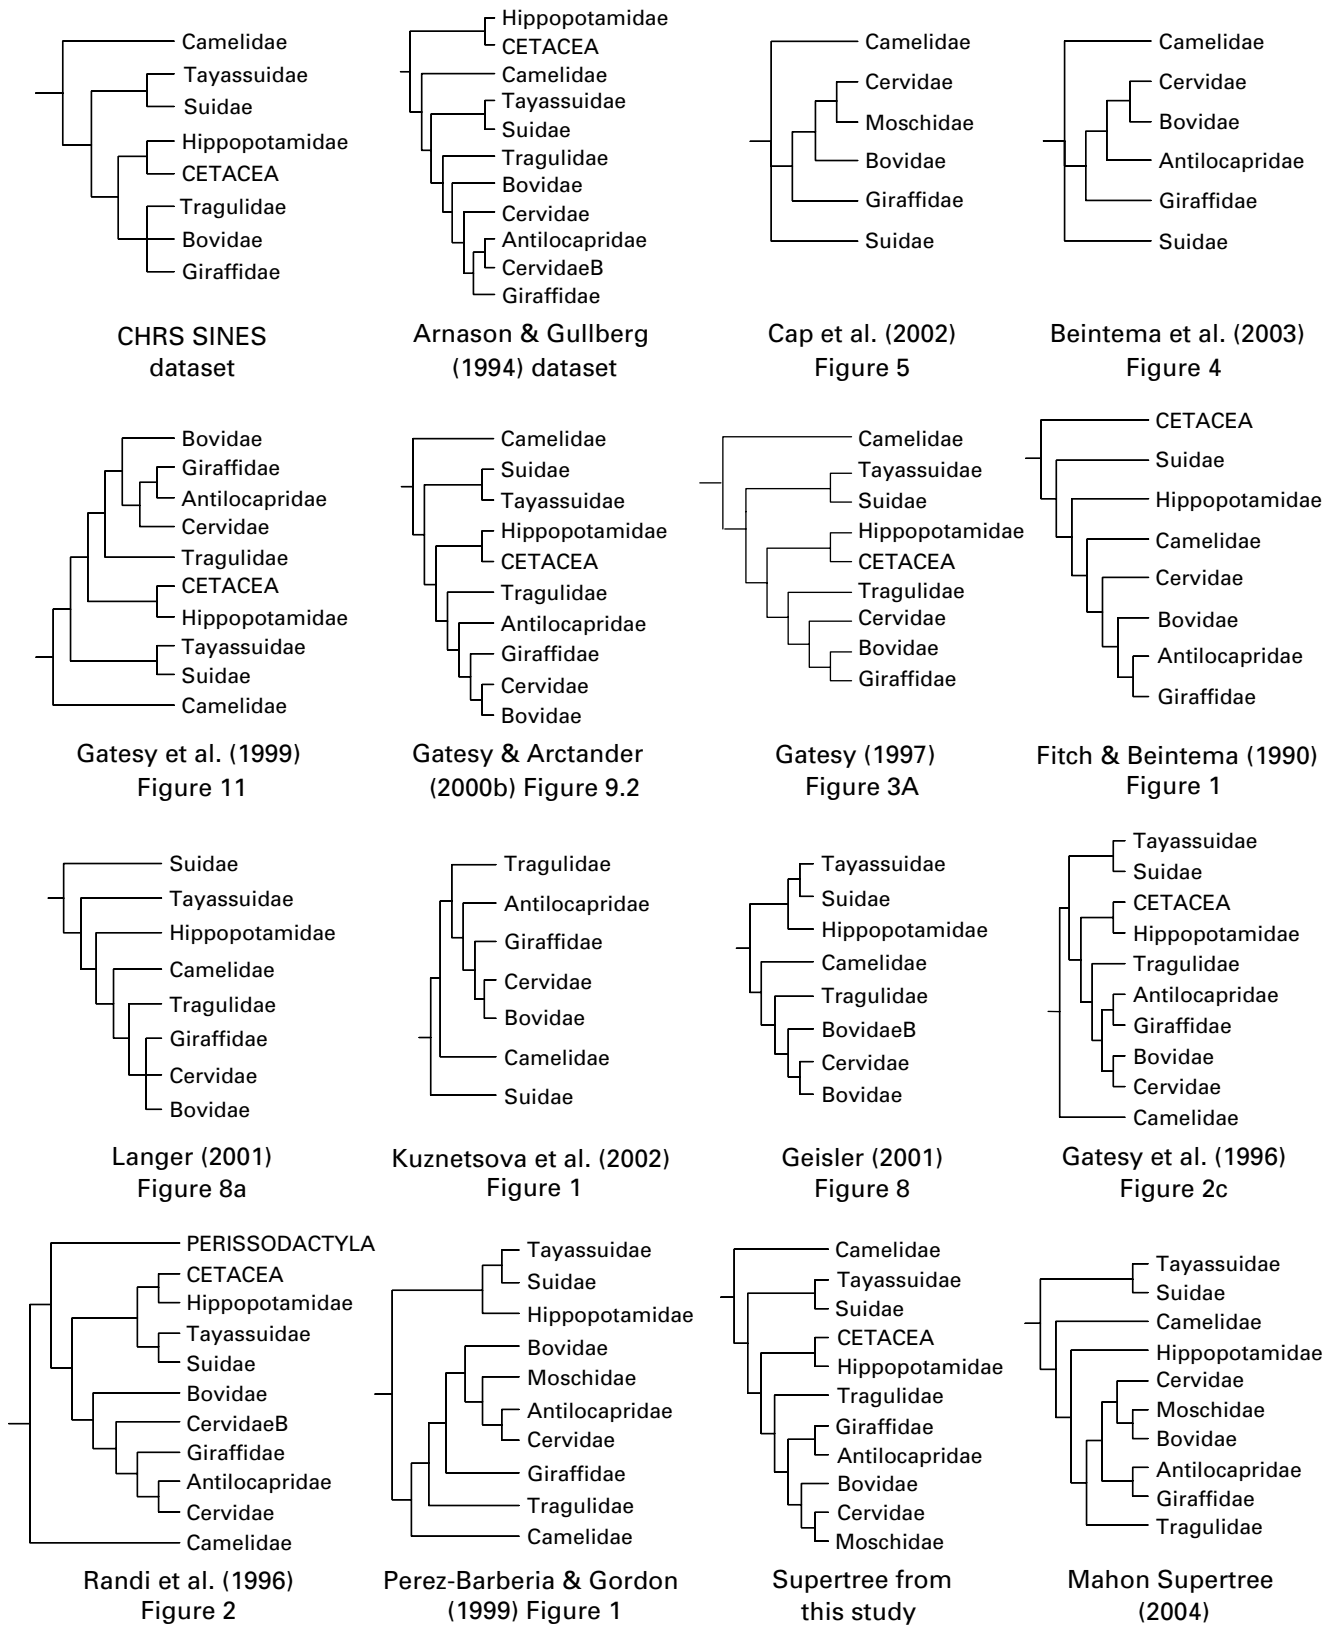 Camelidae
Tayassuidae
Suidae
Hippopotamidae
CETACEA
Tragulidae
Bovidae
Giraffidae
CHRS SINES
dataset
Hippopotamidae
CETACEA
Camelidae
Tayassuidae
Suidae
Tragulidae
Bovidae
Cervidae
Antilocapridae
CervidaeB
Giraffidae
Arnason & Gullberg
(1994) dataset
Camelidae
Cervidae
Moschidae
Bovidae
Giraffidae
Suidae
Cap et al. (2002)
Figure 5
Camelidae
Cervidae
Bovidae
Antilocapridae
Giraffidae
Suidae
Beintema et al. (2003)
Figure 4
Bovidae
Giraffidae
Antilocapridae
Cervidae
Tragulidae
CETACEA
Hippopotamidae
Tayassuidae
Suidae
Camelidae
Gatesy et al. (1999)
Figure 11
Camelidae
Suidae
Tayassuidae
Hippopotamidae
CETACEA
Tragulidae
Antilocapridae
Giraffidae
Cervidae
Bovidae
Gatesy & Arctander
(2000b) Figure 9.2
Camelidae
Tayassuidae
Suidae
Hippopotamidae
CETACEA
Tragulidae
Cervidae
Bovidae
Giraffidae
Gatesy (1997)
Figure 3A
CETACEA
Suidae
Hippopotamidae
Camelidae
Cervidae
Bovidae
Antilocapridae
Giraffidae
Fitch & Beintema (1990)
Figure 1
Suidae
Tayassuidae
Hippopotamidae
Camelidae
Tragulidae
Giraffidae
Cervidae
Bovidae
Langer (2001)
Figure 8a
Tragulidae
Antilocapridae
Giraffidae
Cervidae
Bovidae
Camelidae
Suidae
Kuznetsova et al. (2002)
Figure 1
Tayassuidae
Suidae
Hippopotamidae
Camelidae
Tragulidae
BovidaeB
Cervidae
Bovidae
Geisler (2001)
Figure 8
Tayassuidae
Suidae
CETACEA
Hippopotamidae
Tragulidae
Antilocapridae
Giraffidae
Bovidae
Cervidae
Camelidae
Gatesy et al. (1996)
Figure 2c
PERISSODACTYLA
CETACEA
Hippopotamidae
Tayassuidae
Suidae
Bovidae
CervidaeB
Giraffidae
Antilocapridae
Cervidae
Camelidae
Randi et al. (1996)
Figure 2
Tayassuidae
Suidae
Hippopotamidae
Bovidae
Moschidae
Antilocapridae
Cervidae
Giraffidae
Tragulidae
Camelidae
Perez-Barberia & Gordon
(1999) Figure 1
Camelidae
Tayassuidae
Suidae
CETACEA
Hippopotamidae
Tragulidae
Giraffidae
Antilocapridae
Bovidae
Cervidae
Moschidae
Supertree from
this study
Tayassuidae
Suidae
Camelidae
Hippopotamidae
Cervidae
Moschidae
Bovidae
Antilocapridae
Giraffidae
Tragulidae
Mahon Supertree
(2004)